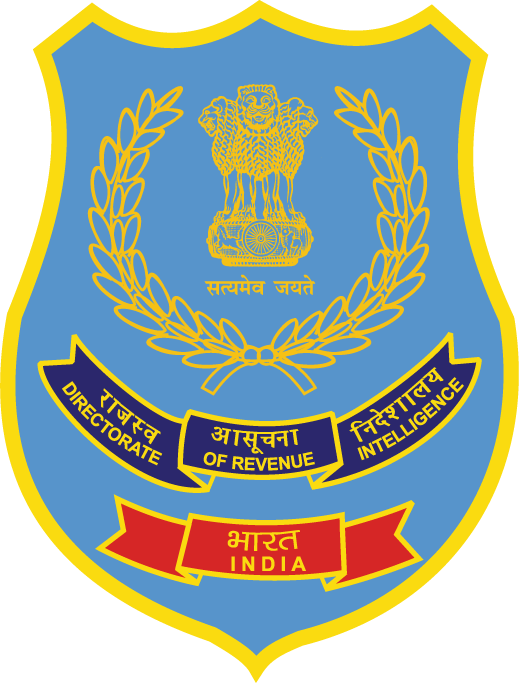 सत्यमेव जयते
राजस्व आसूचना निदेशालय
DIRECTORATE OF REVENUE INTELLIGENCE
भारत
INDIA